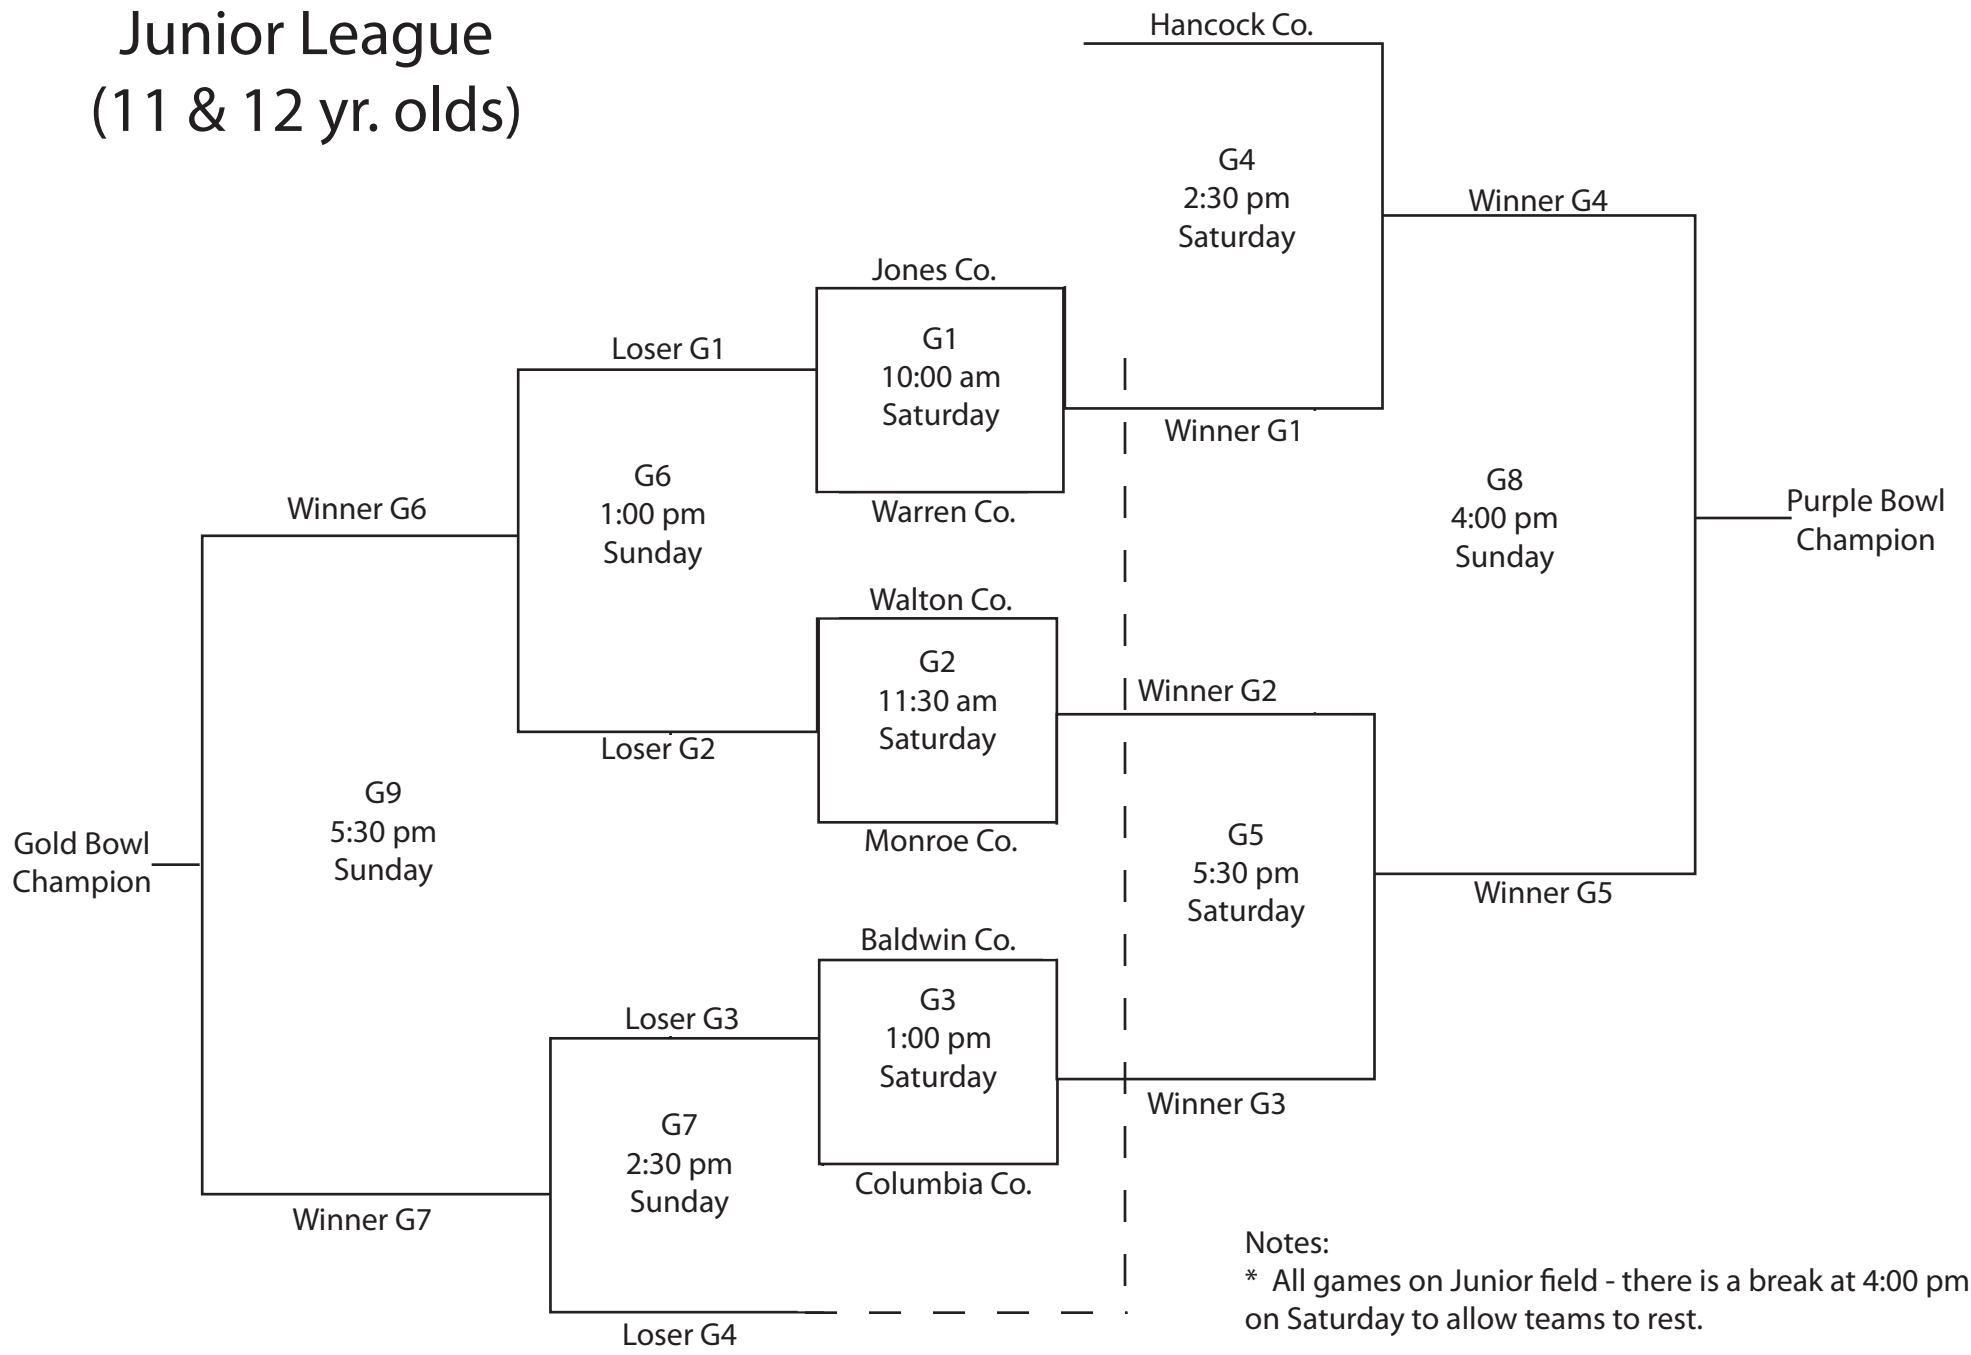 Junior League
(11 & 12 yr. olds)
Hancock Co.
G4
2:30 pm
Saturday
Winner G4
Jones Co.
G1
10:00 am
Saturday
Warren Co.
Loser G1
Winner G1
G6
1:00 pm
Sunday
Winner G6
G8
4:00 pm
Sunday
Purple Bowl
Champion
Walton Co.
G2
11:30 am
Saturday
Monroe Co.
Winner G2
Loser G2
G9
5:30 pm
Sunday
Gold Bowl
Champion
G5
5:30 pm
Saturday
Winner G5
Baldwin Co.
G3
1:00 pm
Saturday
Columbia Co.
Loser G3
Winner G3
G7
2:30 pm
Sunday
Winner G7
Loser G4
Notes:
* All games on Junior field - there is a break at 4:00 pm
on Saturday to allow teams to rest.